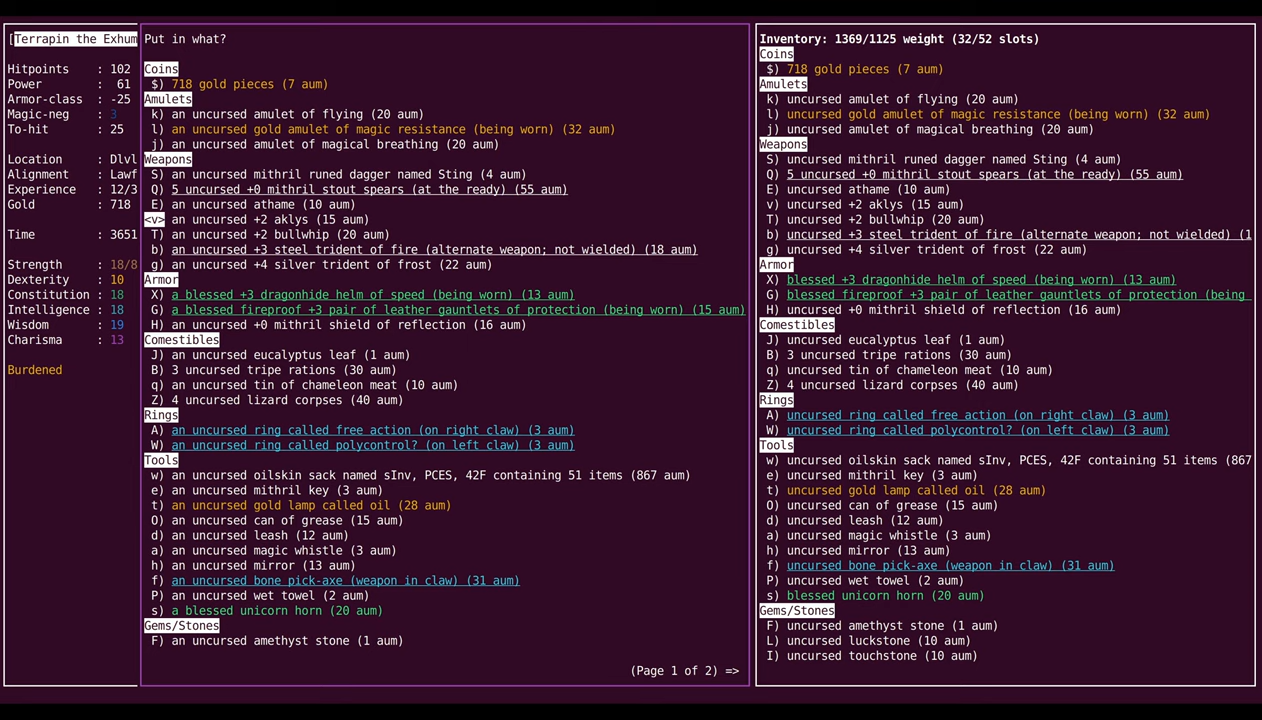 [Terrapin the Exhum
Hitpoints : 102
Power : 61
Armor-class : -25
Magic-neg : 3
To-hit : 25
Location : Dlvl
Alignment : Lawf
Experience : 12/3
Gold : 718
Time : 3651
Strength : 18/8
Dexterity : 10
Constitution : 18
Intelligence : 18
Wisdom : 19
Charisma : 13
Burdened
Put in what?
Coins
$) 718 gold pieces (7 aum)
Amulets
k) an uncursed amulet of flying (20 aum)
l) an uncursed gold amulet of magic resistance (being worn) (32 aum)
j) an uncursed amulet of magical breathing (20 aum)
Weapons
S) an uncursed mithril runed dagger named Sting (4 aum)
Q) 5 uncursed +0 mithril stout spears (at the ready) (55 aum)
E) an uncursed athame (10 aum)
<v> an uncursed +2 aklys (15 aum)
T) an uncursed +2 bullwhip (20 aum)
b) an uncursed +3 steel trident of fire (alternate weapon; not wielded) (18 aum)
g) an uncursed +4 silver trident of frost (22 aum)
Armor
X) a blessed +3 dragonhide helm of speed (being worn) (13 aum)
G) a blessed fireproof +3 pair of leather gauntlets of protection (being worn) (15 aum)
H) an uncursed +0 mithril shield of reflection (16 aum)
Comestibles
J) an uncursed eucalyptus leaf (1 aum)
B) 3 uncursed tripe rations (30 aum)
q) an uncursed tin of chameleon meat (10 aum)
Z) 4 uncursed lizard corpses (40 aum)
Rings
A) an uncursed ring called free action (on right claw) (3 aum)
W) an uncursed ring called polycontrol? (on left claw) (3 aum)
Tools
w) an uncursed oilskin sack named sInv, PCES, 42F containing 51 items (867 aum)
e) an uncursed mithril key (3 aum)
t) an uncursed gold lamp called oil (28 aum)
O) an uncursed can of grease (15 aum)
d) an uncursed leash (12 aum)
a) an uncursed magic whistle (3 aum)
h) an uncursed mirror (13 aum)
f) an uncursed bone pick-axe (weapon in claw) (31 aum)
P) an uncursed wet towel (2 aum)
s) a blessed unicorn horn (20 aum)
Gems/Stones
F) an uncursed amethyst stone (1 aum)
(Page 1 of 2) =>
Inventory: 1369/1125 weight (32/52 slots)
Coins
$) 718 gold pieces (7 aum)
Amulets
k) uncursed amulet of flying (20 aum)
l) uncursed gold amulet of magic resistance (being worn) (32 aum)
j) uncursed amulet of magical breathing (20 aum)
Weapons
S) uncursed mithril runed dagger named Sting (4 aum)
Q) 5 uncursed +0 mithril stout spears (at the ready) (55 aum)
E) uncursed athame (10 aum)
v) uncursed +2 aklys (15 aum)
T) uncursed +2 bullwhip (20 aum)
b) uncursed +3 steel trident of fire (alternate weapon; not wielded) (1
g) uncursed +4 silver trident of frost (22 aum)
Armor
X) blessed +3 dragonhide helm of speed (being worn) (13 aum)
G) blessed fireproof +3 pair of leather gauntlets of protection (being
H) uncursed +0 mithril shield of reflection (16 aum)
Comestibles
J) uncursed eucalyptus leaf (1 aum)
B) 3 uncursed tripe rations (30 aum)
q) uncursed tin of chameleon meat (10 aum)
Z) 4 uncursed lizard corpses (40 aum)
Rings
A) uncursed ring called free action (on right claw) (3 aum)
W) uncursed ring called polycontrol? (on left claw) (3 aum)
Tools
w) uncursed oilskin sack named sInv, PCES, 42F containing 51 items (867
e) uncursed mithril key (3 aum)
t) uncursed gold lamp called oil (28 aum)
O) uncursed can of grease (15 aum)
d) uncursed leash (12 aum)
a) uncursed magic whistle (3 aum)
h) uncursed mirror (13 aum)
f) uncursed bone pick-axe (weapon in claw) (31 aum)
P) uncursed wet towel (2 aum)
s) blessed unicorn horn (20 aum)
Gems/Stones
F) uncursed amethyst stone (1 aum)
L) uncursed luckstone (10 aum)
I) uncursed touchstone (10 aum)